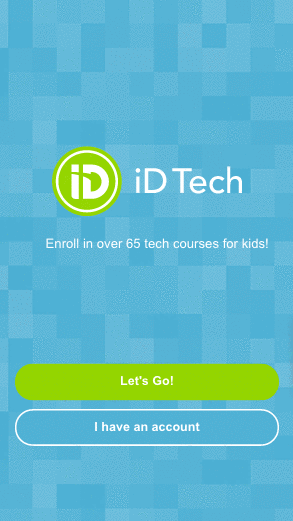 iD
iD Tech
Enroll in over 65 tech courses for kids!
Let's Go!
I have an account